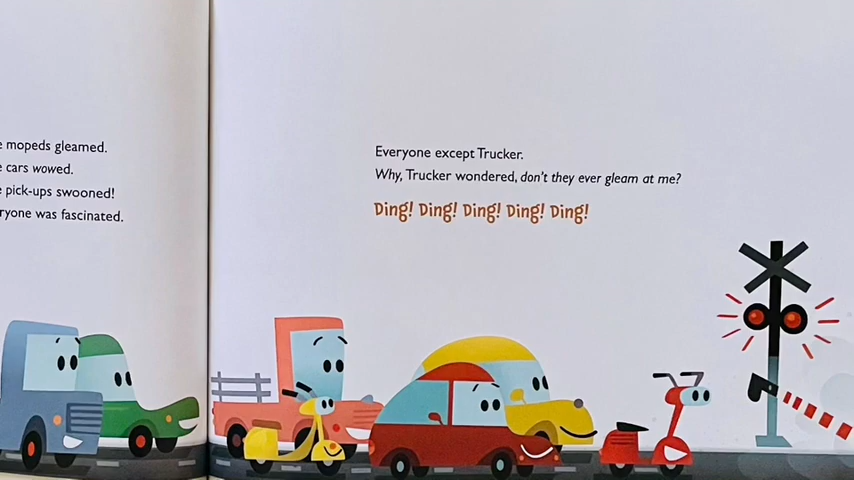 mopeds gleamed.
cars wowed.
pick-ups swooned!
was fascinated.
Everyone except Trucker.
Why, Trucker wondered, don't they ever gleam at me?
Ding! Ding! Ding! Ding! Ding!